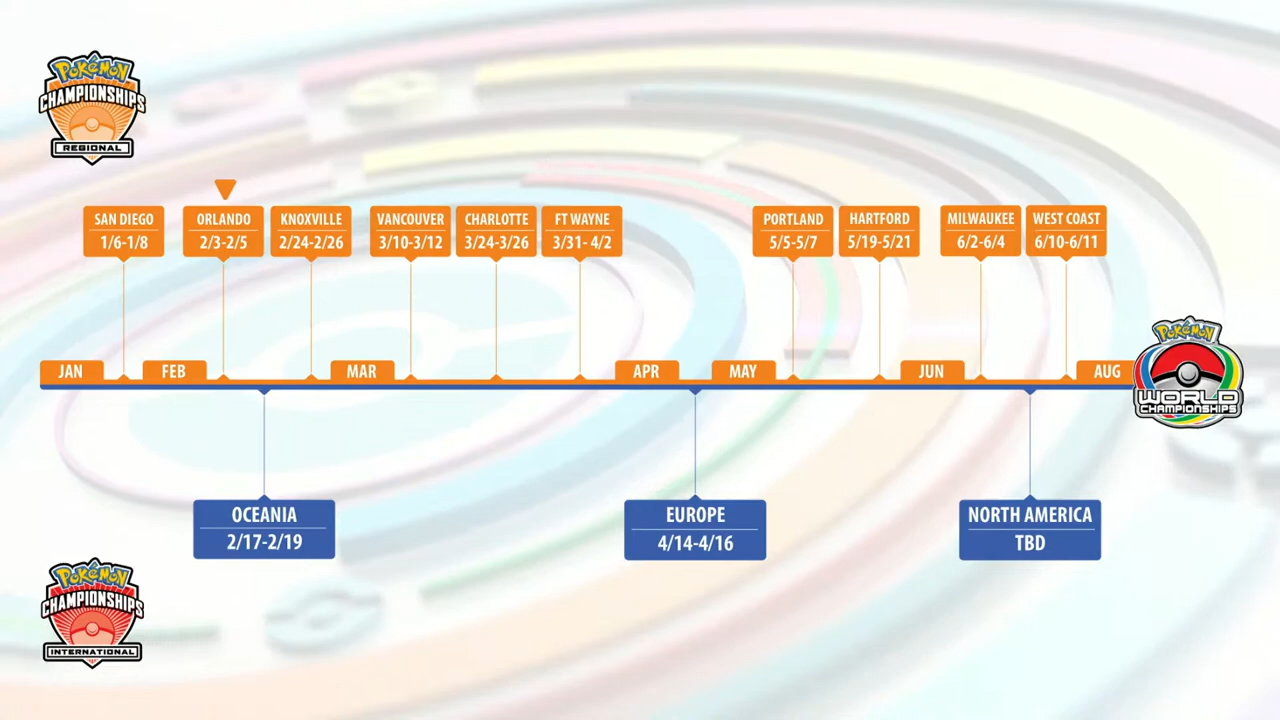 Pokémon
CHAMPIONSHIPS
REGIONAL
SAN DIEGO
1/6-1/8
ORLANDO
2/3-2/5
KNOXVILLE
2/24-2/26
VANCOUVER
3/10-3/12
CHARLOTTE
3/24-3/26
FT WAYNE
3/31- 4/2
PORTLAND
5/5-5/7
HARTFORD
5/19-5/21
MILWAUKEE
6/2-6/4
WEST COAST
6/10-6/11
JAN
FEB
MAR
APR
MAY
JUN
AUG
Pokémon
WORLD
CHAMPIONSHIPS
OCEANIA
2/17-2/19
EUROPE
4/14-4/16
NORTH AMERICA
TBD
Pokémon
CHAMPIONSHIPS
INTERNATIONAL